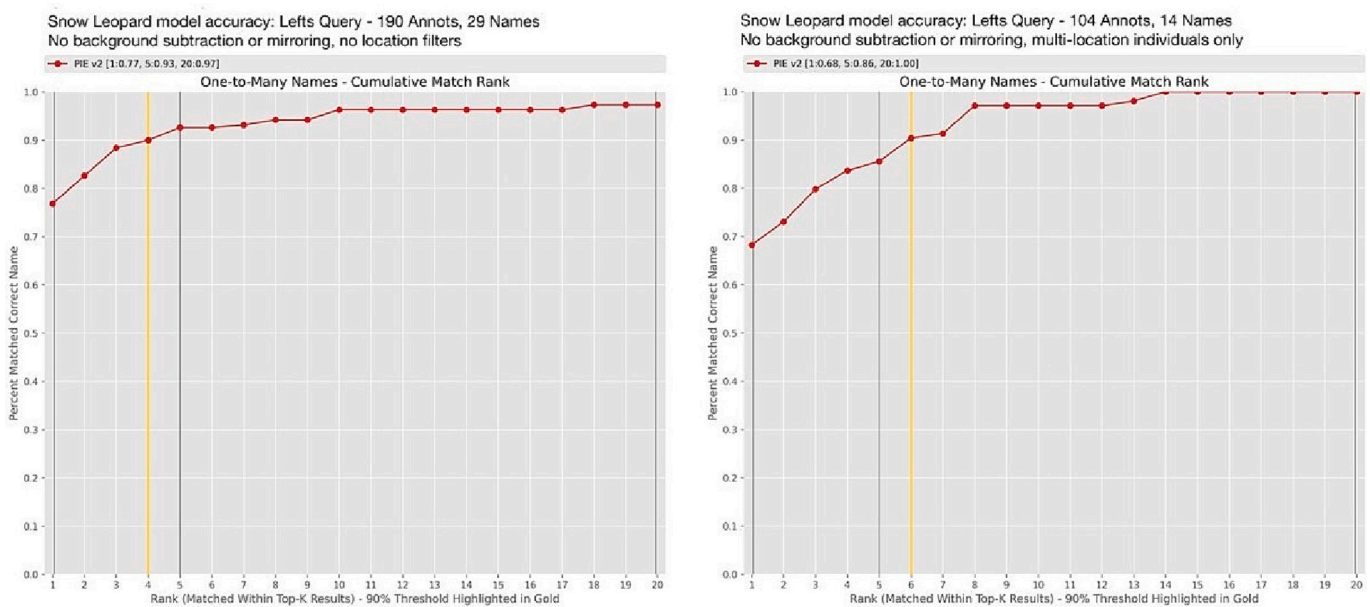 Snow Leopard model accuracy: Lefts Query - 190 Annots, 29 Names
No background subtraction or mirroring, no location filters
PIE v2 [1:0.77, 5:0.93, 20:0.97]
One-to-Many Names - Cumulative Match Rank
Percent Matched Correct Name
1.0
0.9
0.8
0.7
0.6
0.5
0.4
0.3
0.2
0.1
0.0
1 2 3 4 5 6 7 8 9 10 11 12 13 14 15 16 17 18 19 20
Rank (Matched Within Top-K Results) - 90% Threshold Highlighted in Gold
Snow Leopard model accuracy: Lefts Query - 104 Annots, 14 Names
No background subtraction or mirroring, multi-location individuals only
PIE v2 [1:0.68, 5:0.86, 20:1.00]
One-to-Many Names - Cumulative Match Rank
Percent Matched Correct Name
1.0
0.9
0.8
0.7
0.6
0.5
0.4
0.3
0.2
0.1
0.0
1 2 3 4 5 6 7 8 9 10 11 12 13 14 15 16 17 18 19 20
Rank (Matched Within Top-K Results) - 90% Threshold Highlighted in Gold